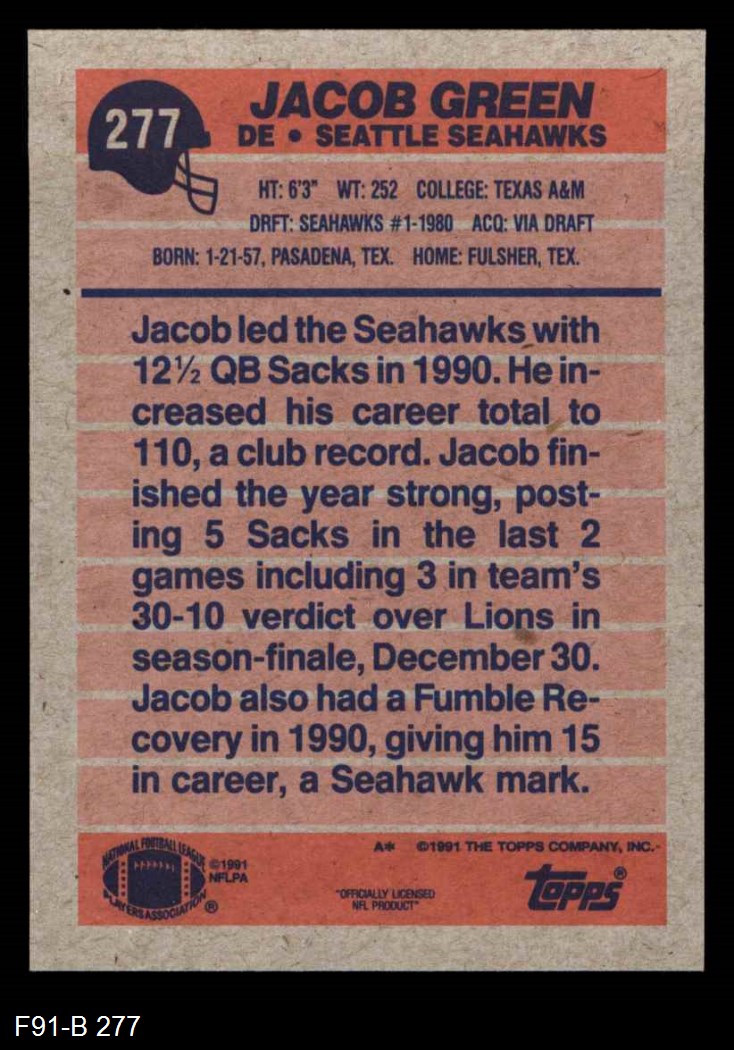 277
JACOB GREEN
DE • SEATTLE SEAHAWKS
HT: 6'3" WT: 252 COLLEGE: TEXAS A&M
DRFT: SEAHAWKS #1-1980 ACQ: VIA DRAFT
BORN: 1-21-57, PASADENA, TEX. HOME: FULSHER, TEX.
Jacob led the Seahawks with
12½ QB Sacks in 1990. He in-
creased his career total to
110, a club record. Jacob fin-
ished the year strong, post-
ing 5 Sacks in the last 2
games including 3 in team's
30-10 verdict over Lions in
season-finale, December 30.
Jacob also had a Fumble Re-
covery in 1990, giving him 15
in career, a Seahawk mark.
NATIONAL FOOTBALL LEAGUE
PLAYERS ASSOCIATION ®
©1991
NFLPA
A* ©1991 THE TOPPS COMPANY, INC.
"OFFICIALLY LICENSED
NFL PRODUCT"
topps®
F91-B 277